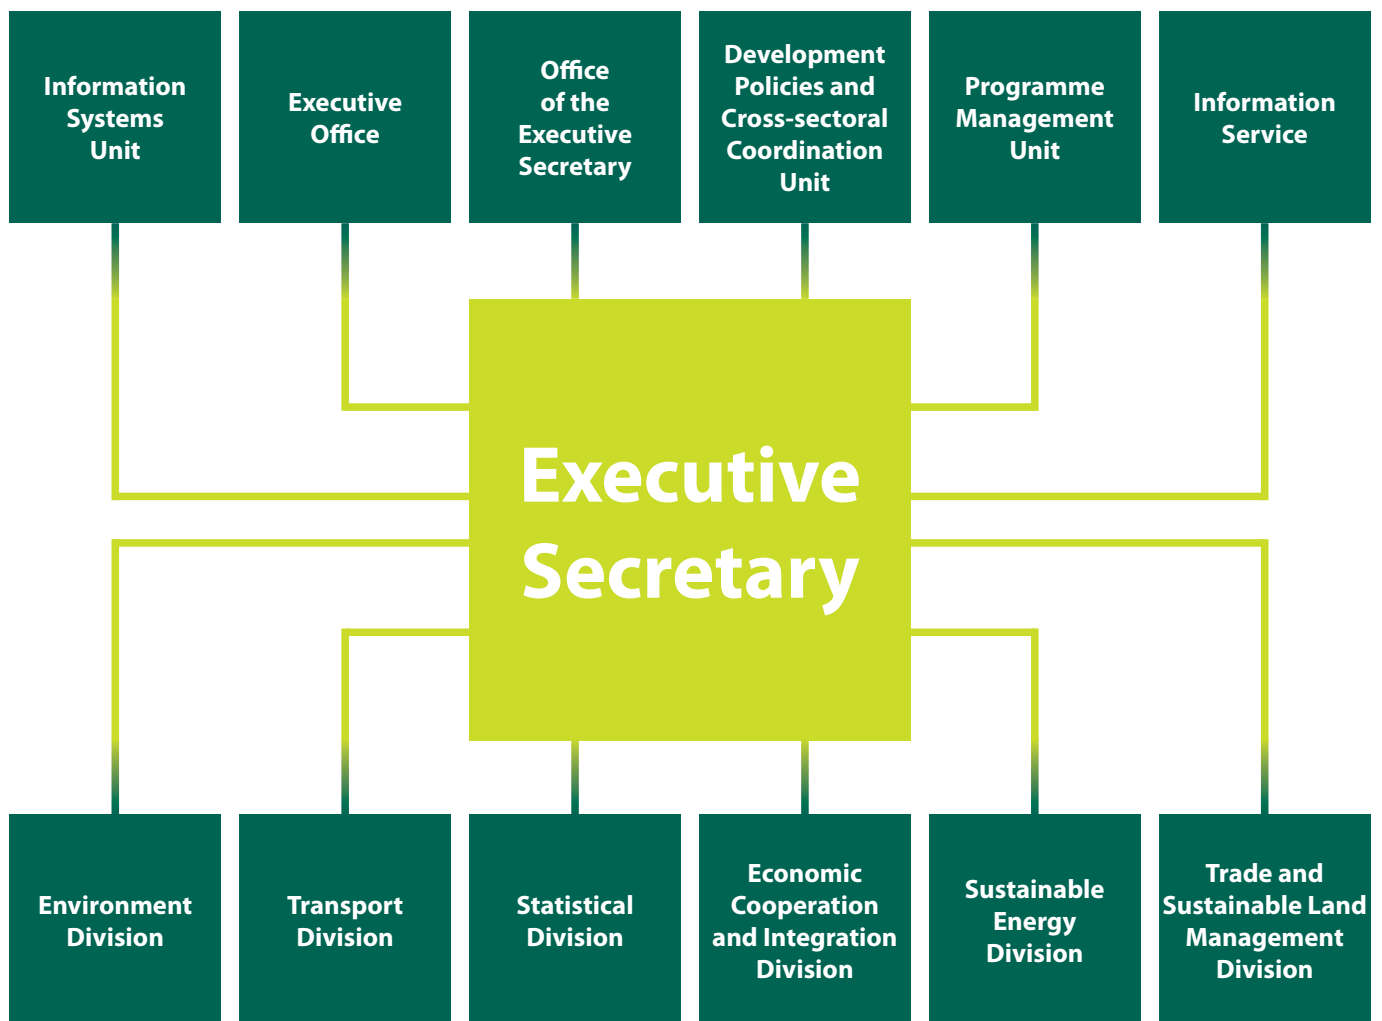 Information
Systems
Unit
Executive
Office
Office
of the
Executive
Secretary
Development
Policies and
Cross-sectoral
Coordination
Unit
Programme
Management
Unit
Information
Service
Executive
Secretary
Environment
Division
Transport
Division
Statistical
Division
Economic
Cooperation
and Integration
Division
Sustainable
Energy
Division
Trade and
Sustainable Land
Management
Division